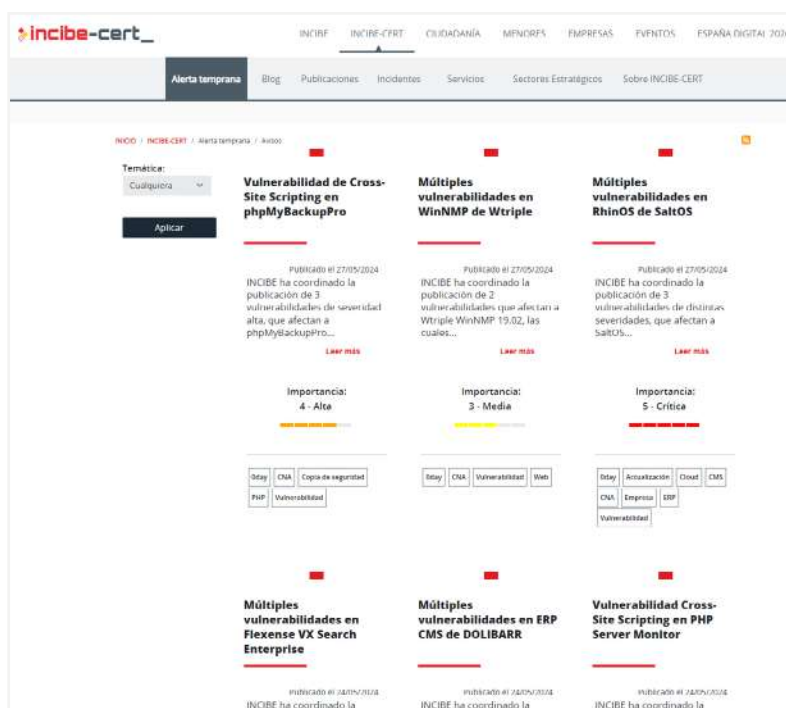 incibe-cert_
INCIBE INCIBE-CERT CIUDADANÍA MENORES EMPRESAS EVENTOS ESPAÑA DIGITAL 202
Alerta temprana Blog Publicaciones Incidentes Servicios Sectores Estratégicos Sobre INCIBE-CERT
INICIO / INCIBE-CERT / Alerta temprana / Avisos
Temática:
Cualquiera
Aplicar
Vulnerabilidad de Cross-
Site Scripting en
phpMyBackupPro
Publicado el 27/05/2024
INCIBE ha coordinado la
publicación de 3
vulnerabilidades de severidad
alta, que afectan a
phpMyBackupPro...
Leer más
Importancia:
4 - Alta
0day CNA Copia de seguridad
PHP Vulnerabilidad
Múltiples
vulnerabilidades en
WinNMP de Wtriple
Publicado el 27/05/2024
INCIBE ha coordinado la
publicación de 2
vulnerabilidades que afectan a
Wtriple WinNMP 19.02, las
cuales...
Leer más
Importancia:
3 - Media
0day CNA Vulnerabilidad Web
Múltiples
vulnerabilidades en
RhinOS de SaltOS
Publicado el 27/05/2024
INCIBE ha coordinado la
publicación de 3
vulnerabilidades de distintas
severidades, que afectan a
SaltOS...
Leer más
Importancia:
5 - Crítica
0day Actualización Cloud CMS
CNA Empresa ERP
Vulnerabilidad
Múltiples
vulnerabilidades en
Flexense VX Search
Enterprise
Publicado el 24/05/2024
INCIBE ha coordinado la
Múltiples
vulnerabilidades en ERP
CMS de DOLIBARR
Publicado el 24/05/2024
INCIBE ha coordinado la
Vulnerabilidad Cross-
Site Scripting en PHP
Server Monitor
Publicado el 24/05/2024
INCIBE ha coordinado la